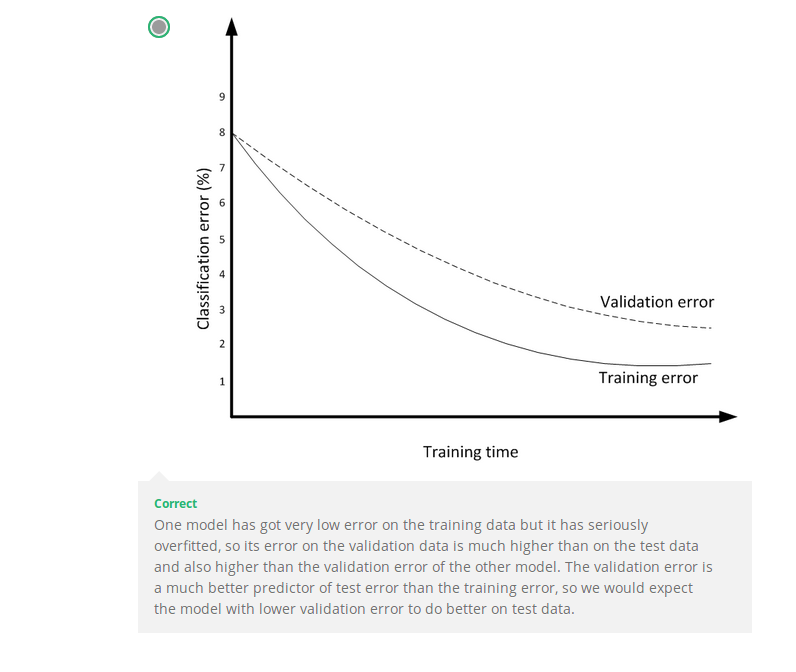 9
8
7
6
5
4
3
2
1
Classification error (%)
Validation error
Training error
Training time
Correct
One model has got very low error on the training data but it has seriously
overfitted, so its error on the validation data is much higher than on the test data
and also higher than the validation error of the other model. The validation error is
a much better predictor of test error than the training error, so we would expect
the model with lower validation error to do better on test data.